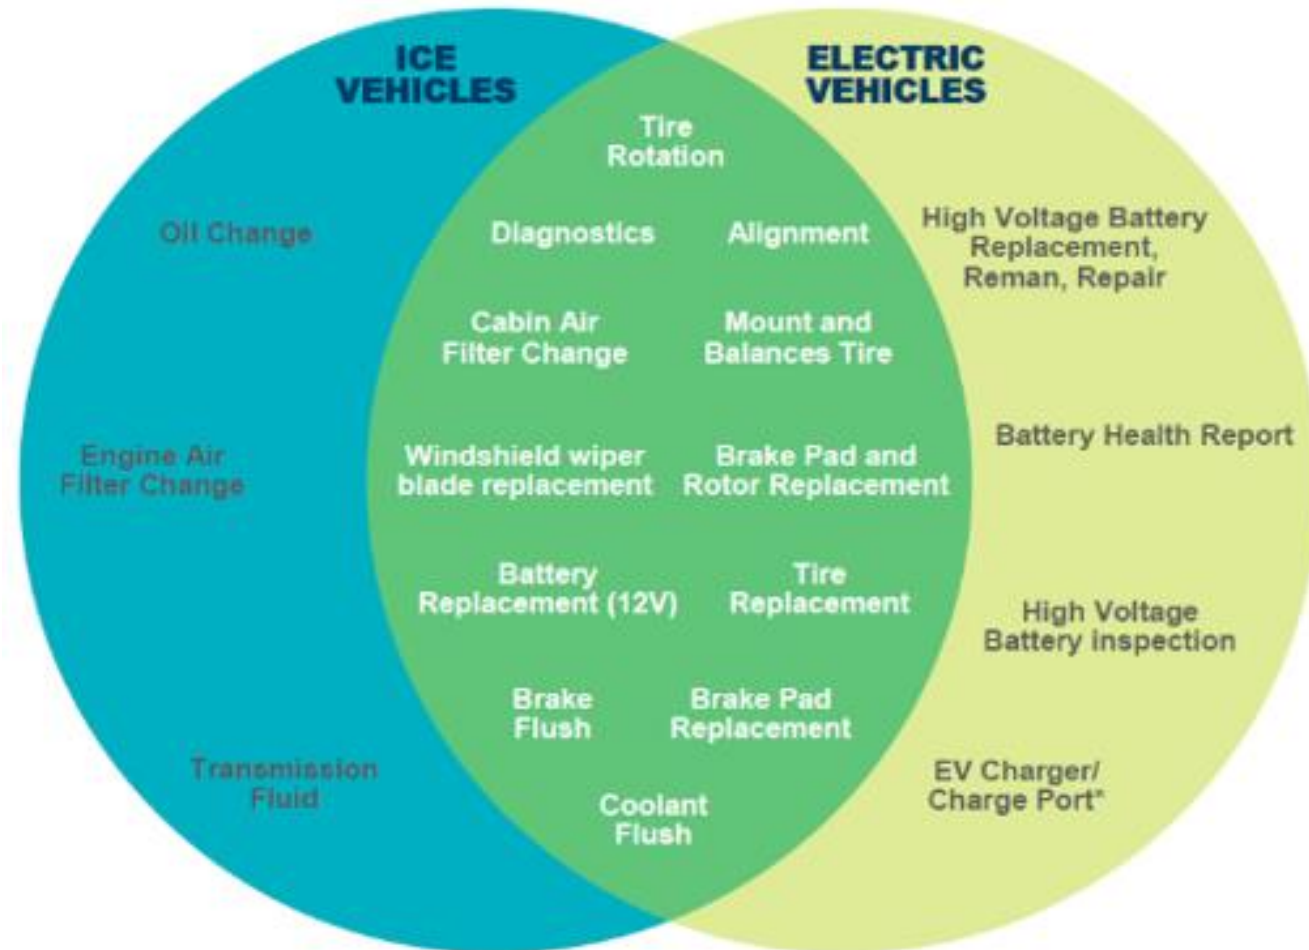 ICE
VEHICLES
ELECTRIC
VEHICLES
Oil Change
Engine Air
Filter Change
Transmission
Fluid
Tire
Rotation
Diagnostics
Alignment
Cabin Air
Filter Change
Mount and
Balances Tire
Windshield wiper
blade replacement
Brake Pad and
Rotor Replacement
Battery
Replacement (12V)
Tire
Replacement
Brake
Flush
Brake Pad
Replacement
Coolant
Flush
High Voltage Battery
Replacement,
Reman, Repair
Battery Health Report
High Voltage
Battery inspection
EV Charger/
Charge Port*